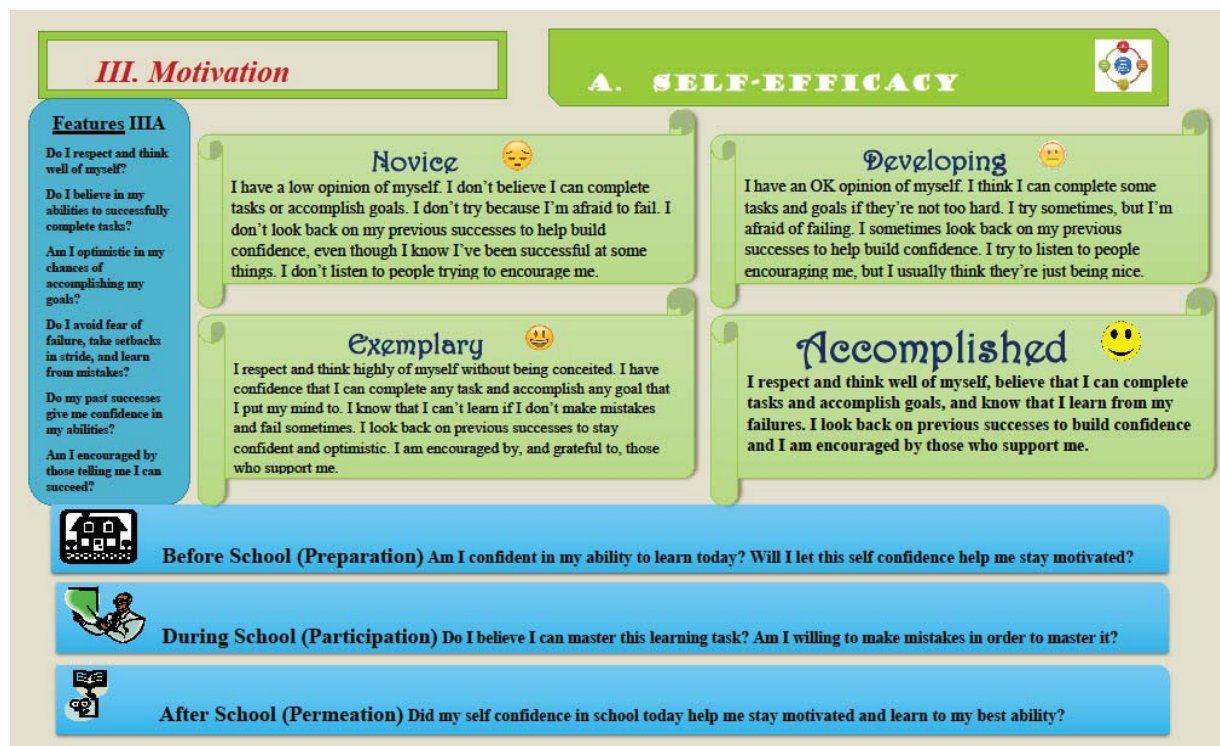 III. Motivation
A. SELF-EFFICACY
Features IIIA
Do I respect and think
well of myself?
Do I believe in my
abilities to successfully
complete tasks?
Am I optimistic in my
chances of
accomplishing my
goals?
Do I avoid fear of
failure, take setbacks
in stride, and learn
from mistakes?
Do my past successes
give me confidence in
my abilities?
Am I encouraged by
those telling me I can
succeed?
Novice
I have a low opinion of myself. I don't believe I can complete
tasks or accomplish goals. I don't try because I'm afraid to fail. I
don't look back on my previous successes to help build
confidence, even though I know I've been successful at some
things. I don't listen to people trying to encourage me.
Developing
I have an OK opinion of myself. I think I can complete some
tasks and goals if they're not too hard. I try sometimes, but I'm
afraid of failing. I sometimes look back on my previous
successes to help build confidence. I try to listen to people
encouraging me, but I usually think they're just being nice.
Exemplary
I respect and think highly of myself without being conceited. I have
confidence that I can complete any task and accomplish any goal that
I put my mind to. I know that I can't learn if I don't make mistakes
and fail sometimes. I look back on previous successes to stay
confident and optimistic. I am encouraged by, and grateful to, those
who support me.
Accomplished
I respect and think well of myself, believe that I can complete
tasks and accomplish goals, and know that I learn from my
failures. I look back on previous successes to build confidence
and I am encouraged by those who support me.
Before School (Preparation) Am I confident in my ability to learn today? Will I let this self confidence help me stay motivated?
During School (Participation) Do I believe I can master this learning task? Am I willing to make mistakes in order to master it?
After School (Permeation) Did my self confidence in school today help me stay motivated and learn to my best ability?